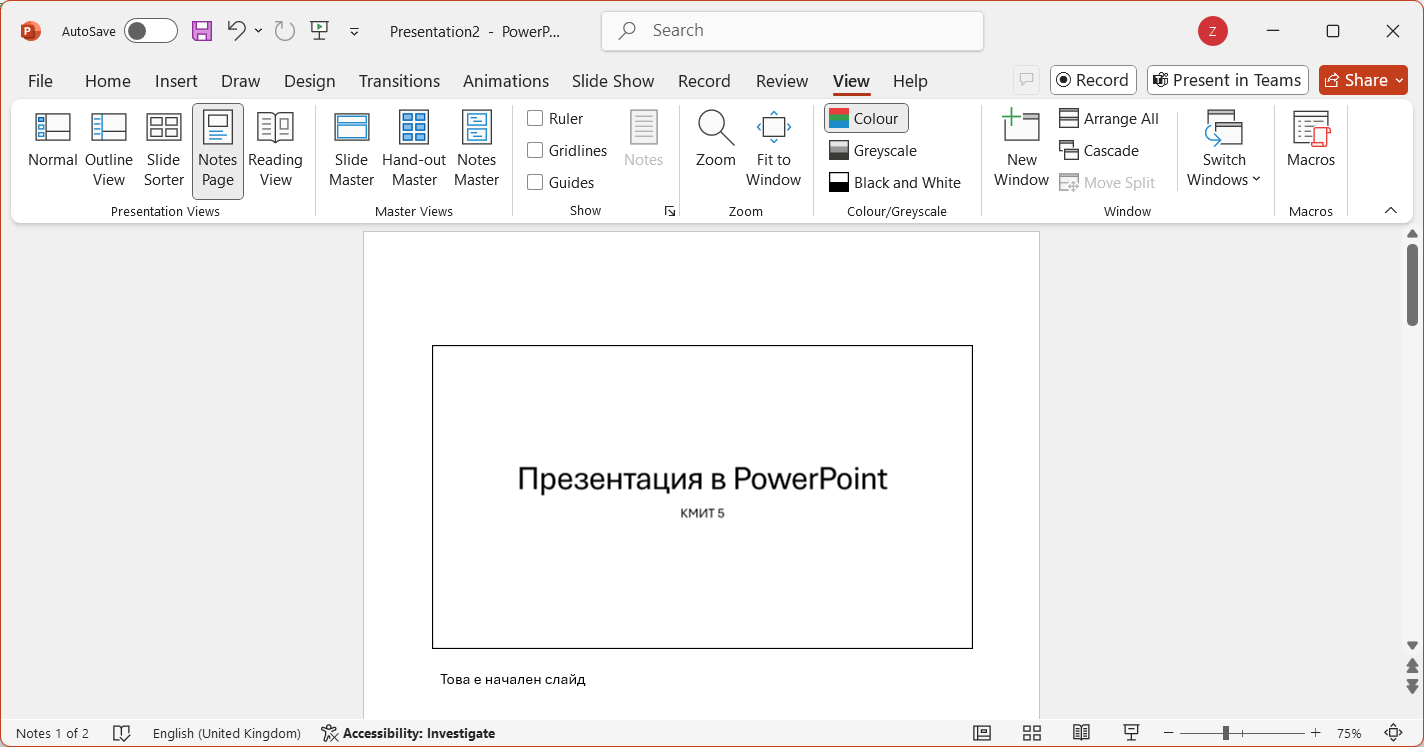 AutoSave
Presentation2 - PowerP...
Search
Z
File Home Insert Draw Design Transitions Animations Slide Show Record Review View Help
Record
Present in Teams
Share
Normal
Outline View
Slide Sorter
Notes Page
Reading View
Presentation Views
Slide Master
Hand-out Master
Notes Master
Master Views
Ruler
Gridlines
Guides
Notes
Show
Zoom
Fit to Window
Zoom
Colour
Greyscale
Black and White
Colour/Greyscale
New Window
Arrange All
Cascade
Move Split
Switch Windows
Window
Macros
Macros
Презентация в PowerPoint
КМИТ 5
Това е начален слайд
Notes 1 of 2
English (United Kingdom)
Accessibility: Investigate
75%